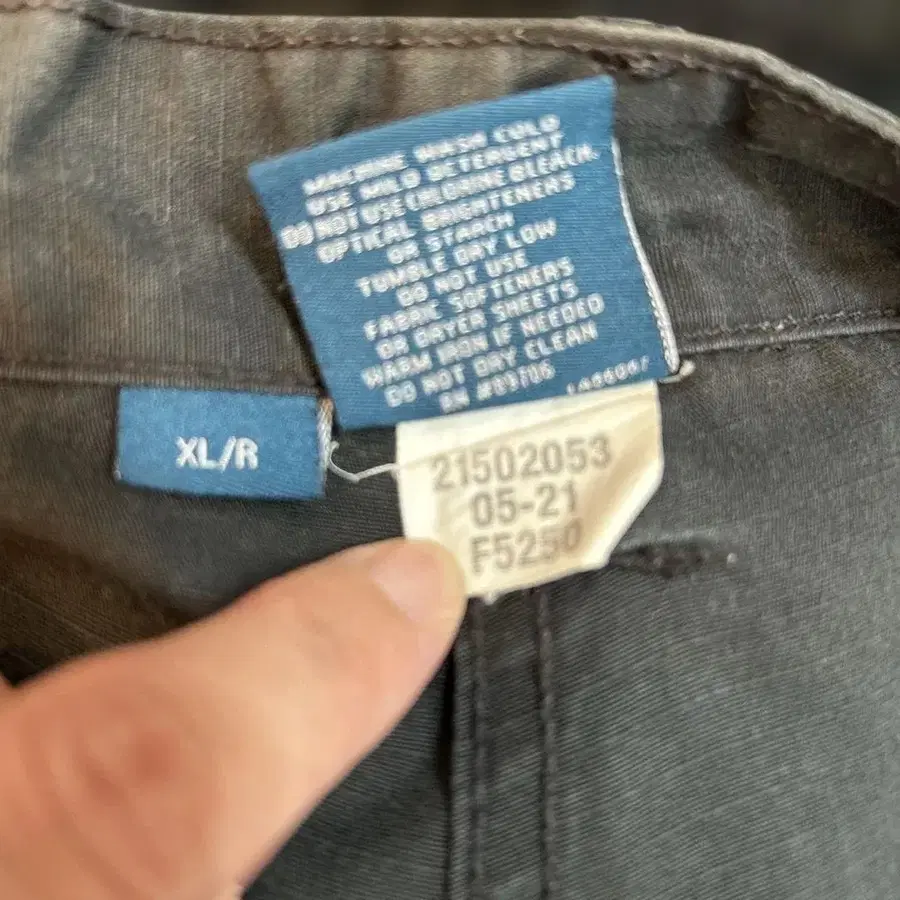 MACHINE WASH COLD
USE MILD DETERGENT
DO NOT USE CHLORINE BLEACH,
OPTICAL BRIGHTENERS
OR STARCH
TUMBLE DRY LOW
DO NOT USE
FABRIC SOFTENERS
OR DRYER SHEETS
WARM IRON IF NEEDED
DO NOT DRY CLEAN
RN #89706
XL/R
21502053
05-21
F5250